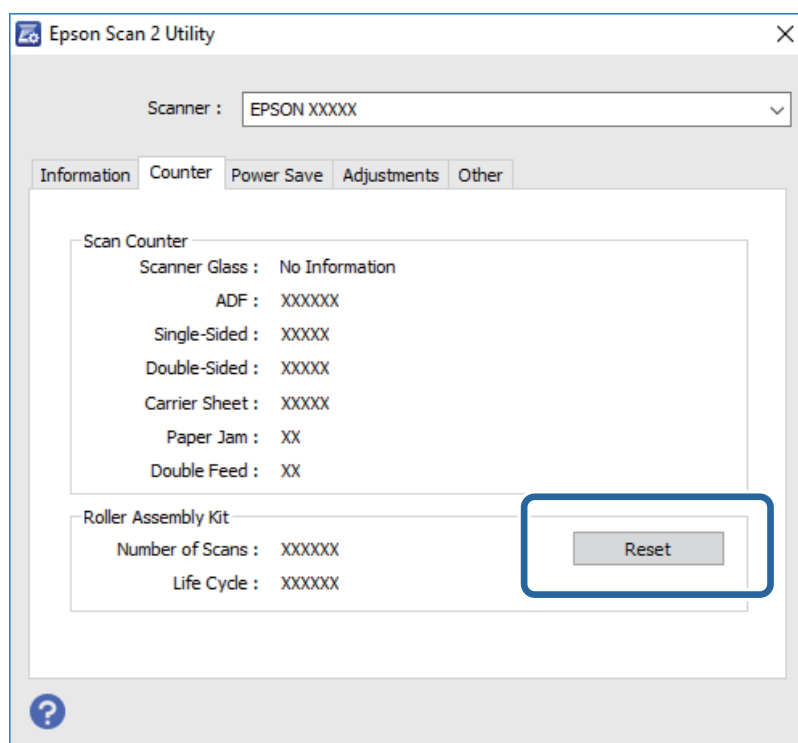 Epson Scan 2 Utility
Scanner : EPSON XXXXX
Information Counter Power Save Adjustments Other
Scan Counter
Scanner Glass : No Information
ADF : XXXXXX
Single-Sided : XXXXX
Double-Sided : XXXXX
Carrier Sheet : XXXXX
Paper Jam : XX
Double Feed : XX
Roller Assembly Kit
Number of Scans : XXXXXX Reset
Life Cycle : XXXXXX
?